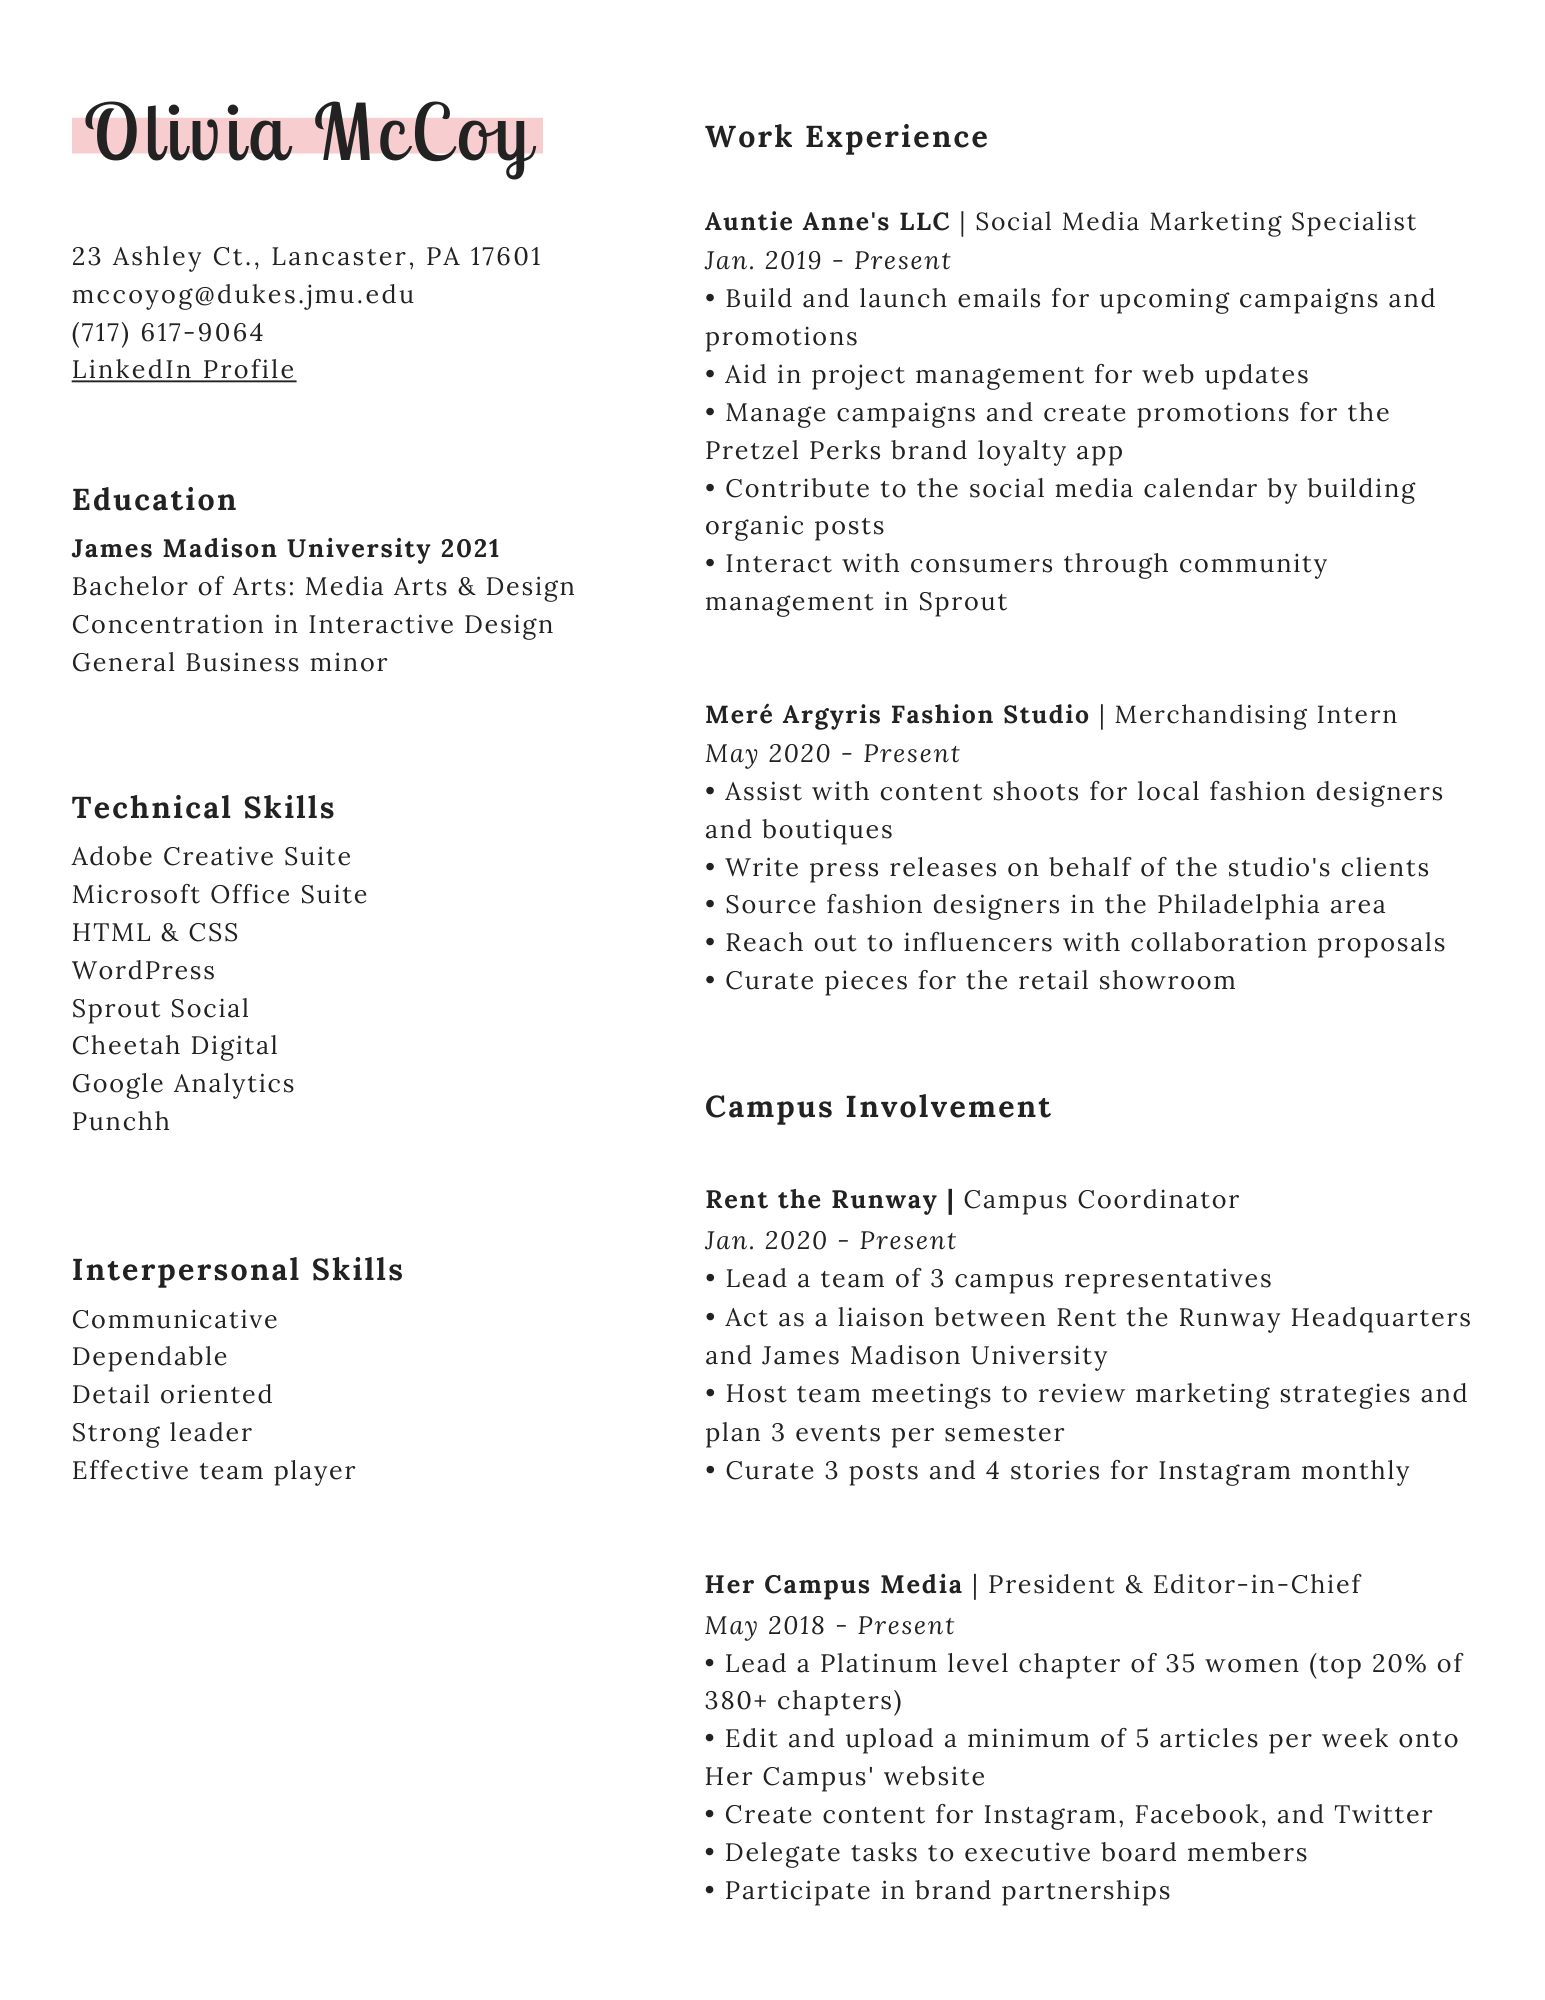 Olivia McCoy
23 Ashley Ct., Lancaster, PA 17601
mccoyog@dukes.jmu.edu
(717) 617-9064
LinkedIn Profile
Education
James Madison University 2021
Bachelor of Arts: Media Arts & Design
Concentration in Interactive Design
General Business minor
Technical Skills
Adobe Creative Suite
Microsoft Office Suite
HTML & CSS
WordPress
Sprout Social
Cheetah Digital
Google Analytics
Punchh
Interpersonal Skills
Communicative
Dependable
Detail oriented
Strong leader
Effective team player
Work Experience
Auntie Anne's LLC | Social Media Marketing Specialist
Jan. 2019 - Present
• Build and launch emails for upcoming campaigns and
promotions
• Aid in project management for web updates
• Manage campaigns and create promotions for the
Pretzel Perks brand loyalty app
• Contribute to the social media calendar by building
organic posts
• Interact with consumers through community
management in Sprout
Meré Argyris Fashion Studio | Merchandising Intern
May 2020 - Present
• Assist with content shoots for local fashion designers
and boutiques
• Write press releases on behalf of the studio's clients
• Source fashion designers in the Philadelphia area
• Reach out to influencers with collaboration proposals
• Curate pieces for the retail showroom
Campus Involvement
Rent the Runway | Campus Coordinator
Jan. 2020 - Present
• Lead a team of 3 campus representatives
• Act as a liaison between Rent the Runway Headquarters
and James Madison University
• Host team meetings to review marketing strategies and
plan 3 events per semester
• Curate 3 posts and 4 stories for Instagram monthly
Her Campus Media | President & Editor-in-Chief
May 2018 - Present
• Lead a Platinum level chapter of 35 women (top 20% of
380+ chapters)
• Edit and upload a minimum of 5 articles per week onto
Her Campus' website
• Create content for Instagram, Facebook, and Twitter
• Delegate tasks to executive board members
• Participate in brand partnerships